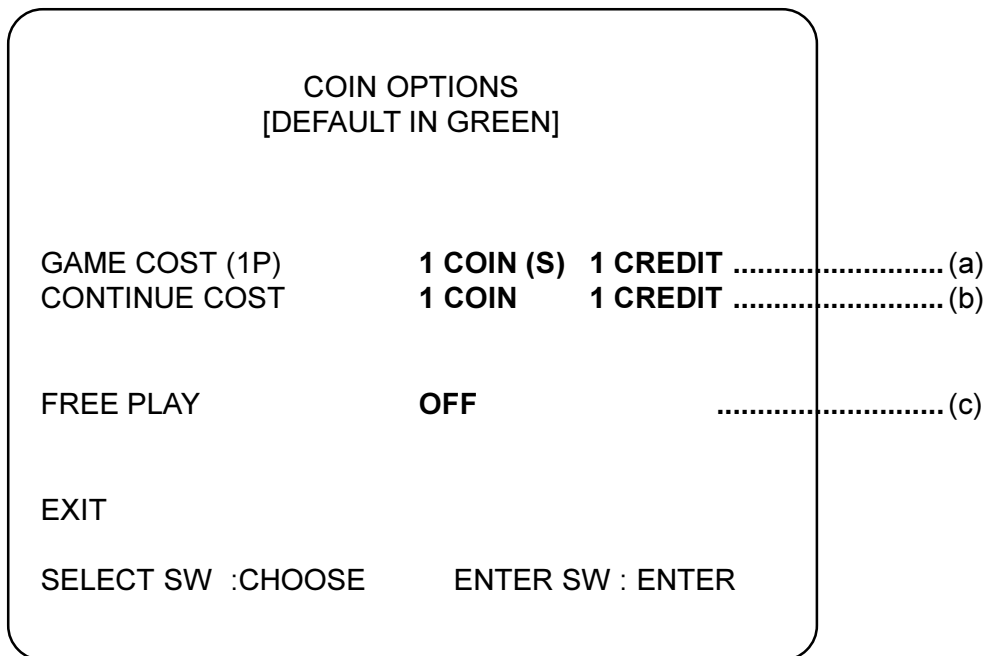 COIN OPTIONS
[DEFAULT IN GREEN]
GAME COST (1P) 1 COIN (S) 1 CREDIT .......................... (a)
CONTINUE COST 1 COIN 1 CREDIT .......................... (b)
FREE PLAY OFF ............................ (c)
EXIT
SELECT SW :CHOOSE ENTER SW : ENTER